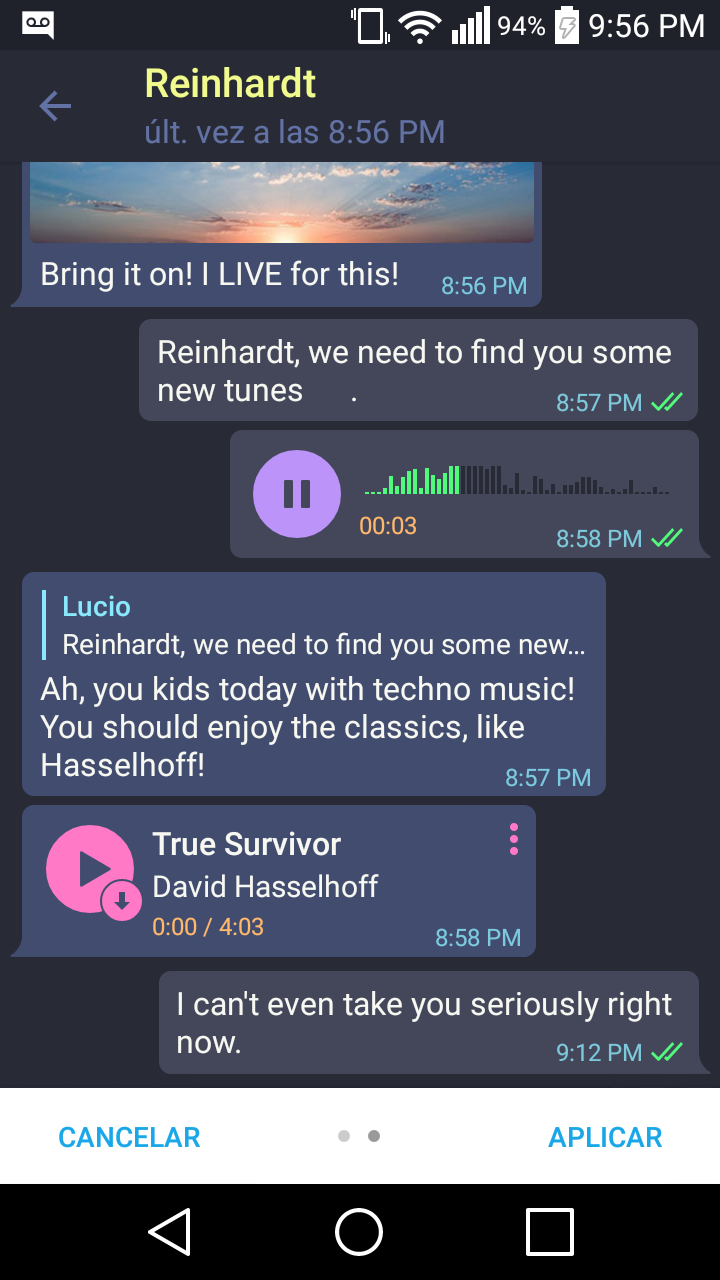 94% 9:56 PM
Reinhardt
últ. vez a las 8:56 PM
Bring it on! I LIVE for this!
8:56 PM
Reinhardt, we need to find you some
new tunes .
8:57 PM
00:03
8:58 PM
Lucio
Reinhardt, we need to find you some new...
Ah, you kids today with techno music!
You should enjoy the classics, like
Hasselhoff!
8:57 PM
True Survivor
David Hasselhoff
0:00 / 4:03
8:58 PM
I can't even take you seriously right
now.
9:12 PM
CANCELAR
APLICAR